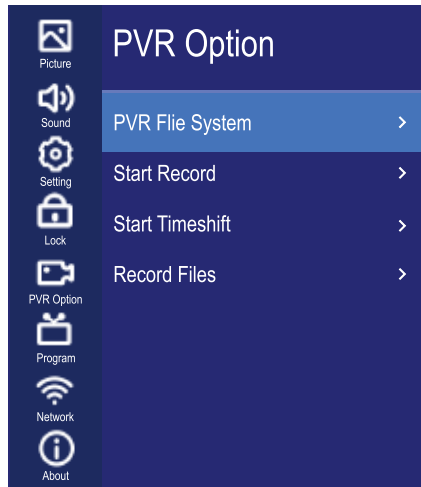 Picture
Sound
Setting
Lock
PVR Option
Program
Network
About
PVR Option
PVR Flie System
Start Record
Start Timeshift
Record Files